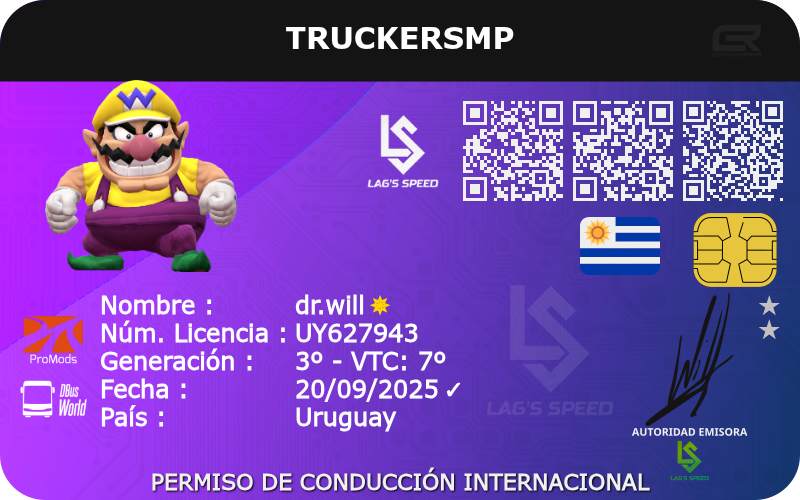 TRUCKERSMP
LAG'S SPEED
W
Nombre : dr.will
Núm. Licencia : UY627943
Generación : 3º - VTC: 7º
Fecha : 20/09/2025 ✓
País : Uruguay
ProMods
DBus
World
LAG'S SPEED
Will
AUTORIDAD EMISORA
LAG'S SPEED
PERMISO DE CONDUCCIÓN INTERNACIONAL